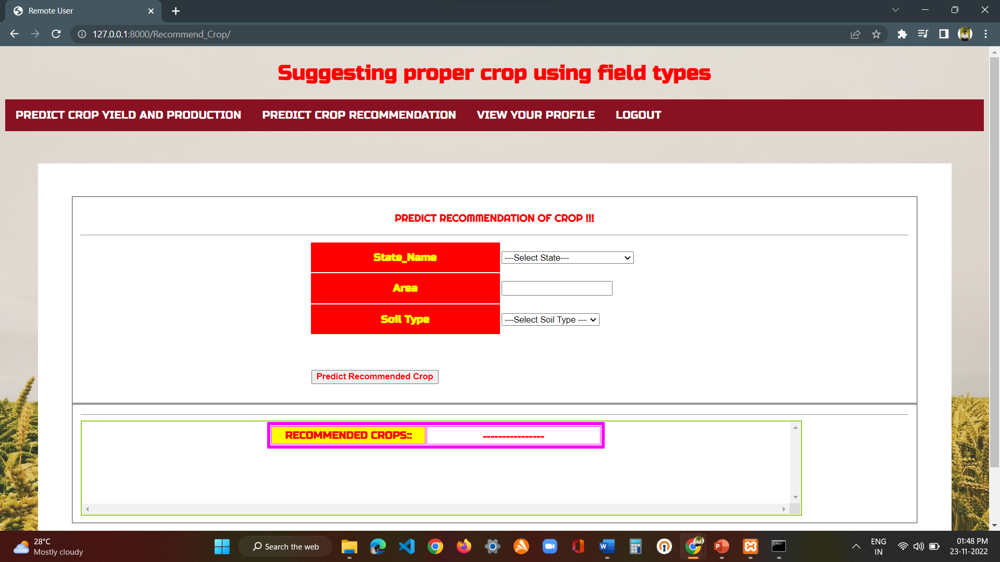 Remote User
127.0.0.1:8000/Recommend_Crop/
Suggesting proper crop using field types
PREDICT CROP YIELD AND PRODUCTION PREDICT CROP RECOMMENDATION VIEW YOUR PROFILE LOGOUT
PREDICT RECOMMENDATION OF CROP !!!
State_Name ---Select State---
Area
Soil Type ---Select Soil Type ---
Predict Recommended Crop
RECOMMENDED CROPS:: ----------------
28°C
Mostly cloudy
Search the web
ENG
IN
01:48 PM
23-11-2022